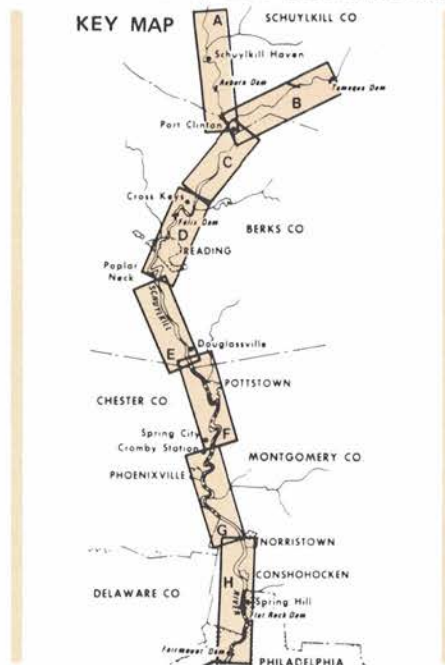 KEY MAP
A
SCHUYLKILL CO
Schuylkill Haven
Auburn Dam
B
Tamaqua Dam
Port Clinton
C
Cross Keys
Felix Dam
D
BERKS CO
READING
Poplar
Neck
SCHUYLKILL
Douglassville
E
POTTSTOWN
CHESTER CO
Spring City
F
Cromby Station
MONTGOMERY CO
PHOENIXVILLE
G
NORRISTOWN
H
CONSHOHOCKEN
DELAWARE CO
RIVER
Spring Hill
Flat Rock Dam
Fairmount Dam
PHILADELPHIA